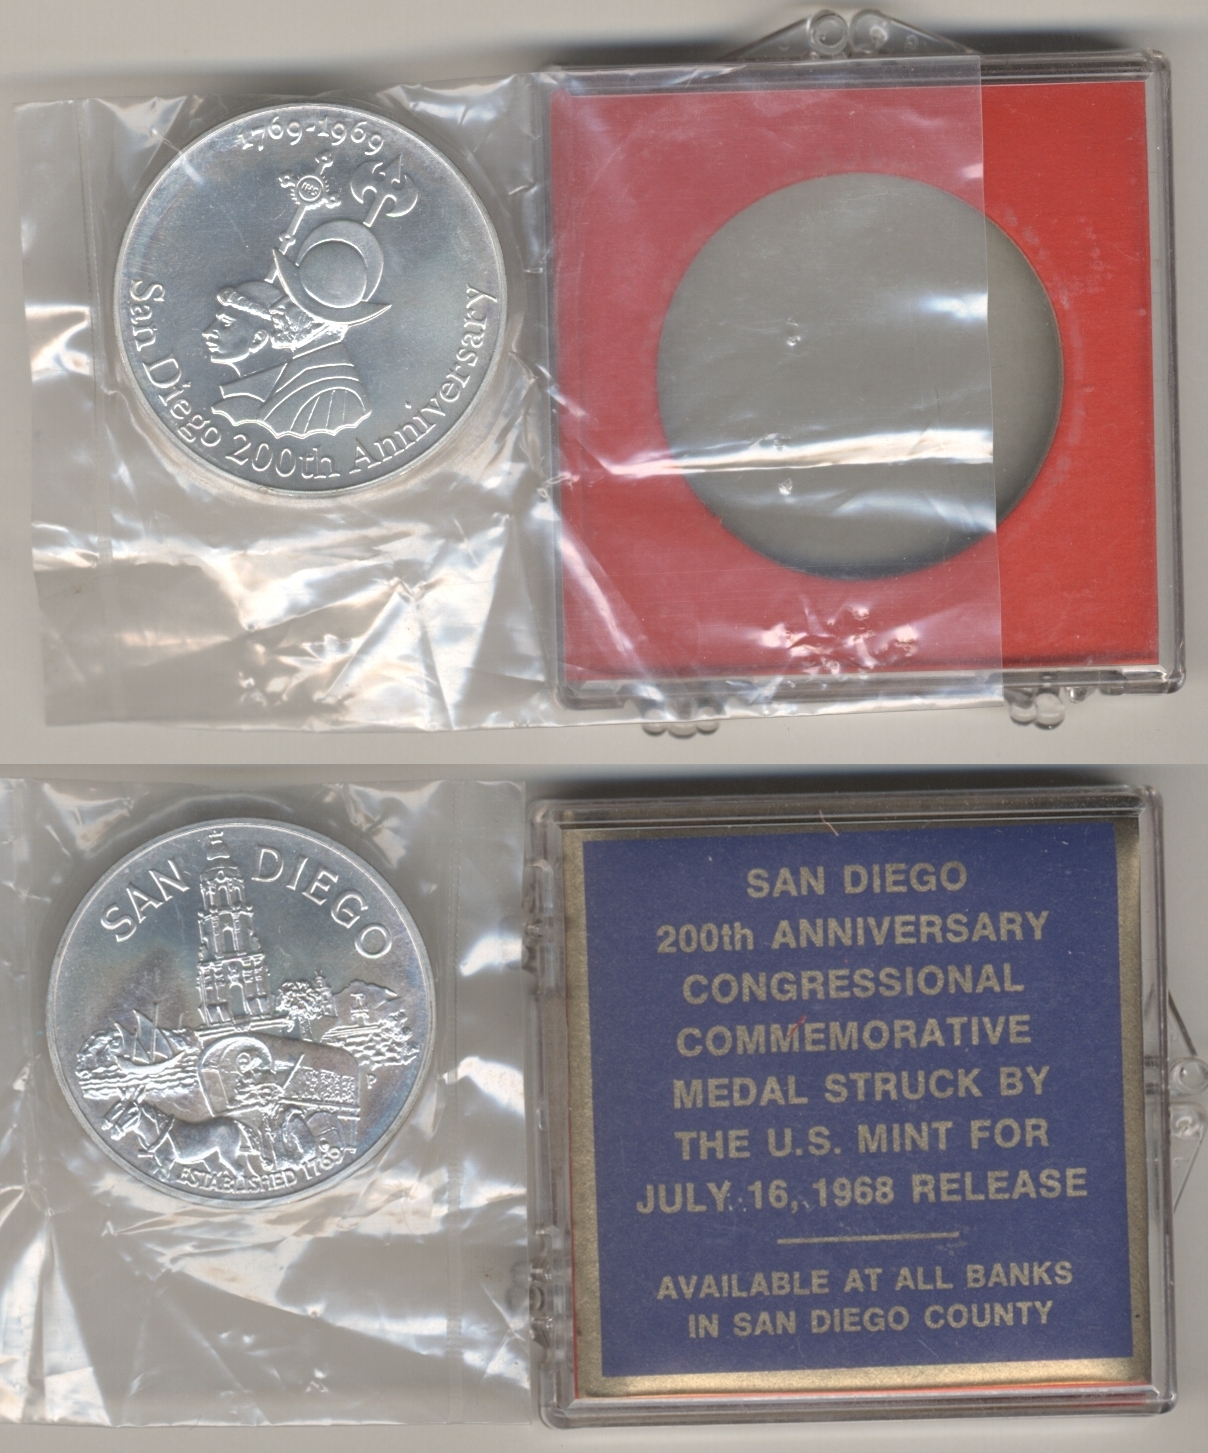 1769-1969
IHS
San Diego 200th Anniversary
SAN DIEGO
P
ESTABLISHED 1769
SAN DIEGO
200th ANNIVERSARY
CONGRESSIONAL
COMMEMORATIVE
MEDAL STRUCK BY
THE U.S. MINT FOR
JULY 16, 1968 RELEASE
AVAILABLE AT ALL BANKS
IN SAN DIEGO COUNTY